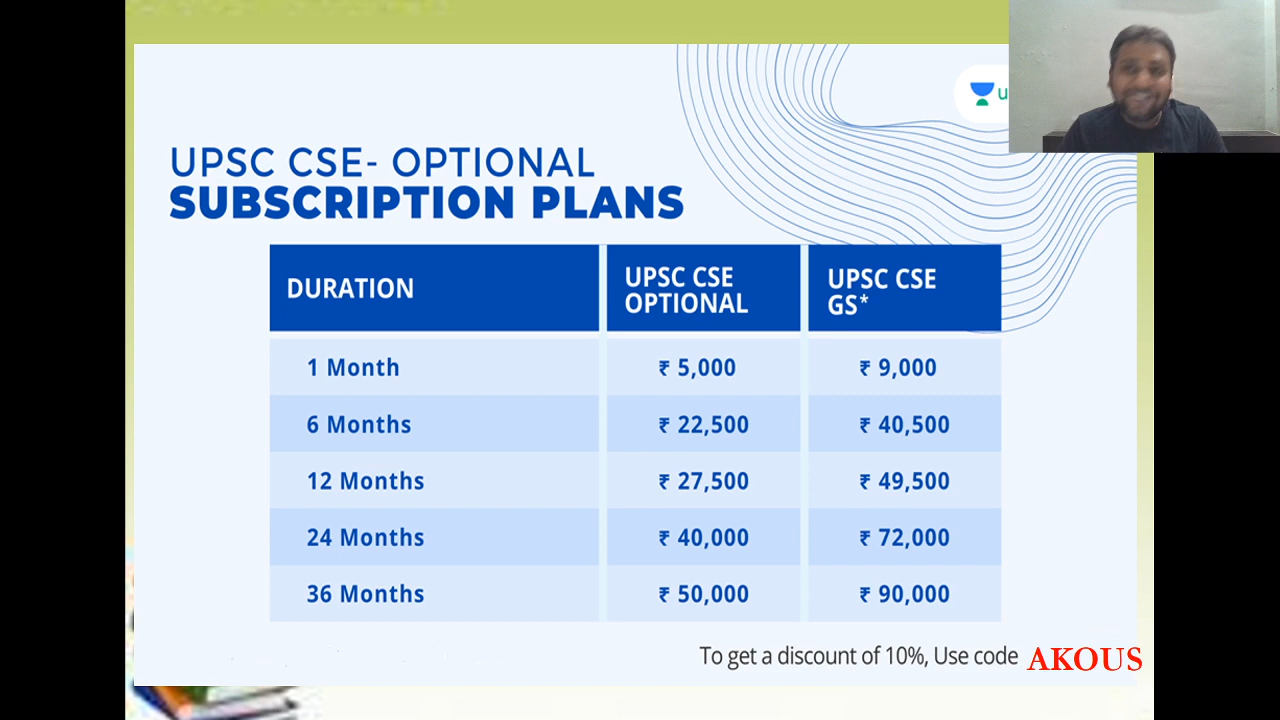 u
UPSC CSE- OPTIONAL
SUBSCRIPTION PLANS
DURATION
UPSC CSE
OPTIONAL
UPSC CSE
GS*
1 Month
₹ 5,000
₹ 9,000
6 Months
₹ 22,500
₹ 40,500
12 Months
₹ 27,500
₹ 49,500
24 Months
₹ 40,000
₹ 72,000
36 Months
₹ 50,000
₹ 90,000
To get a discount of 10%, Use code AKOUS